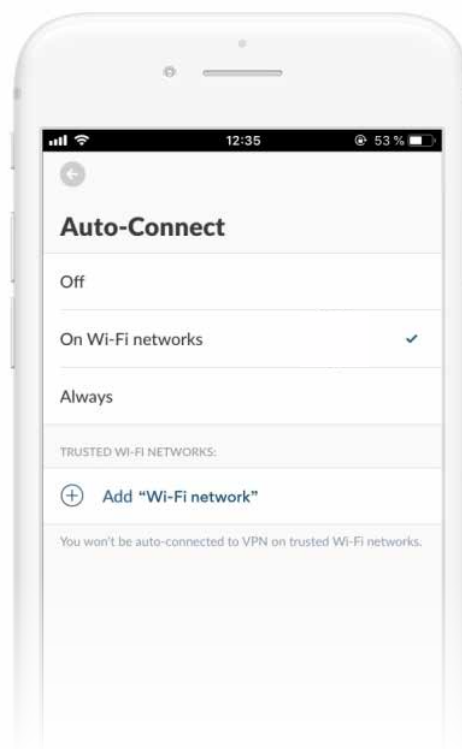 12:35
53 %
Auto-Connect
Off
On Wi-Fi networks
Always
TRUSTED WI-FI NETWORKS:
Add “Wi-Fi network”
You won't be auto-connected to VPN on trusted Wi-Fi networks.